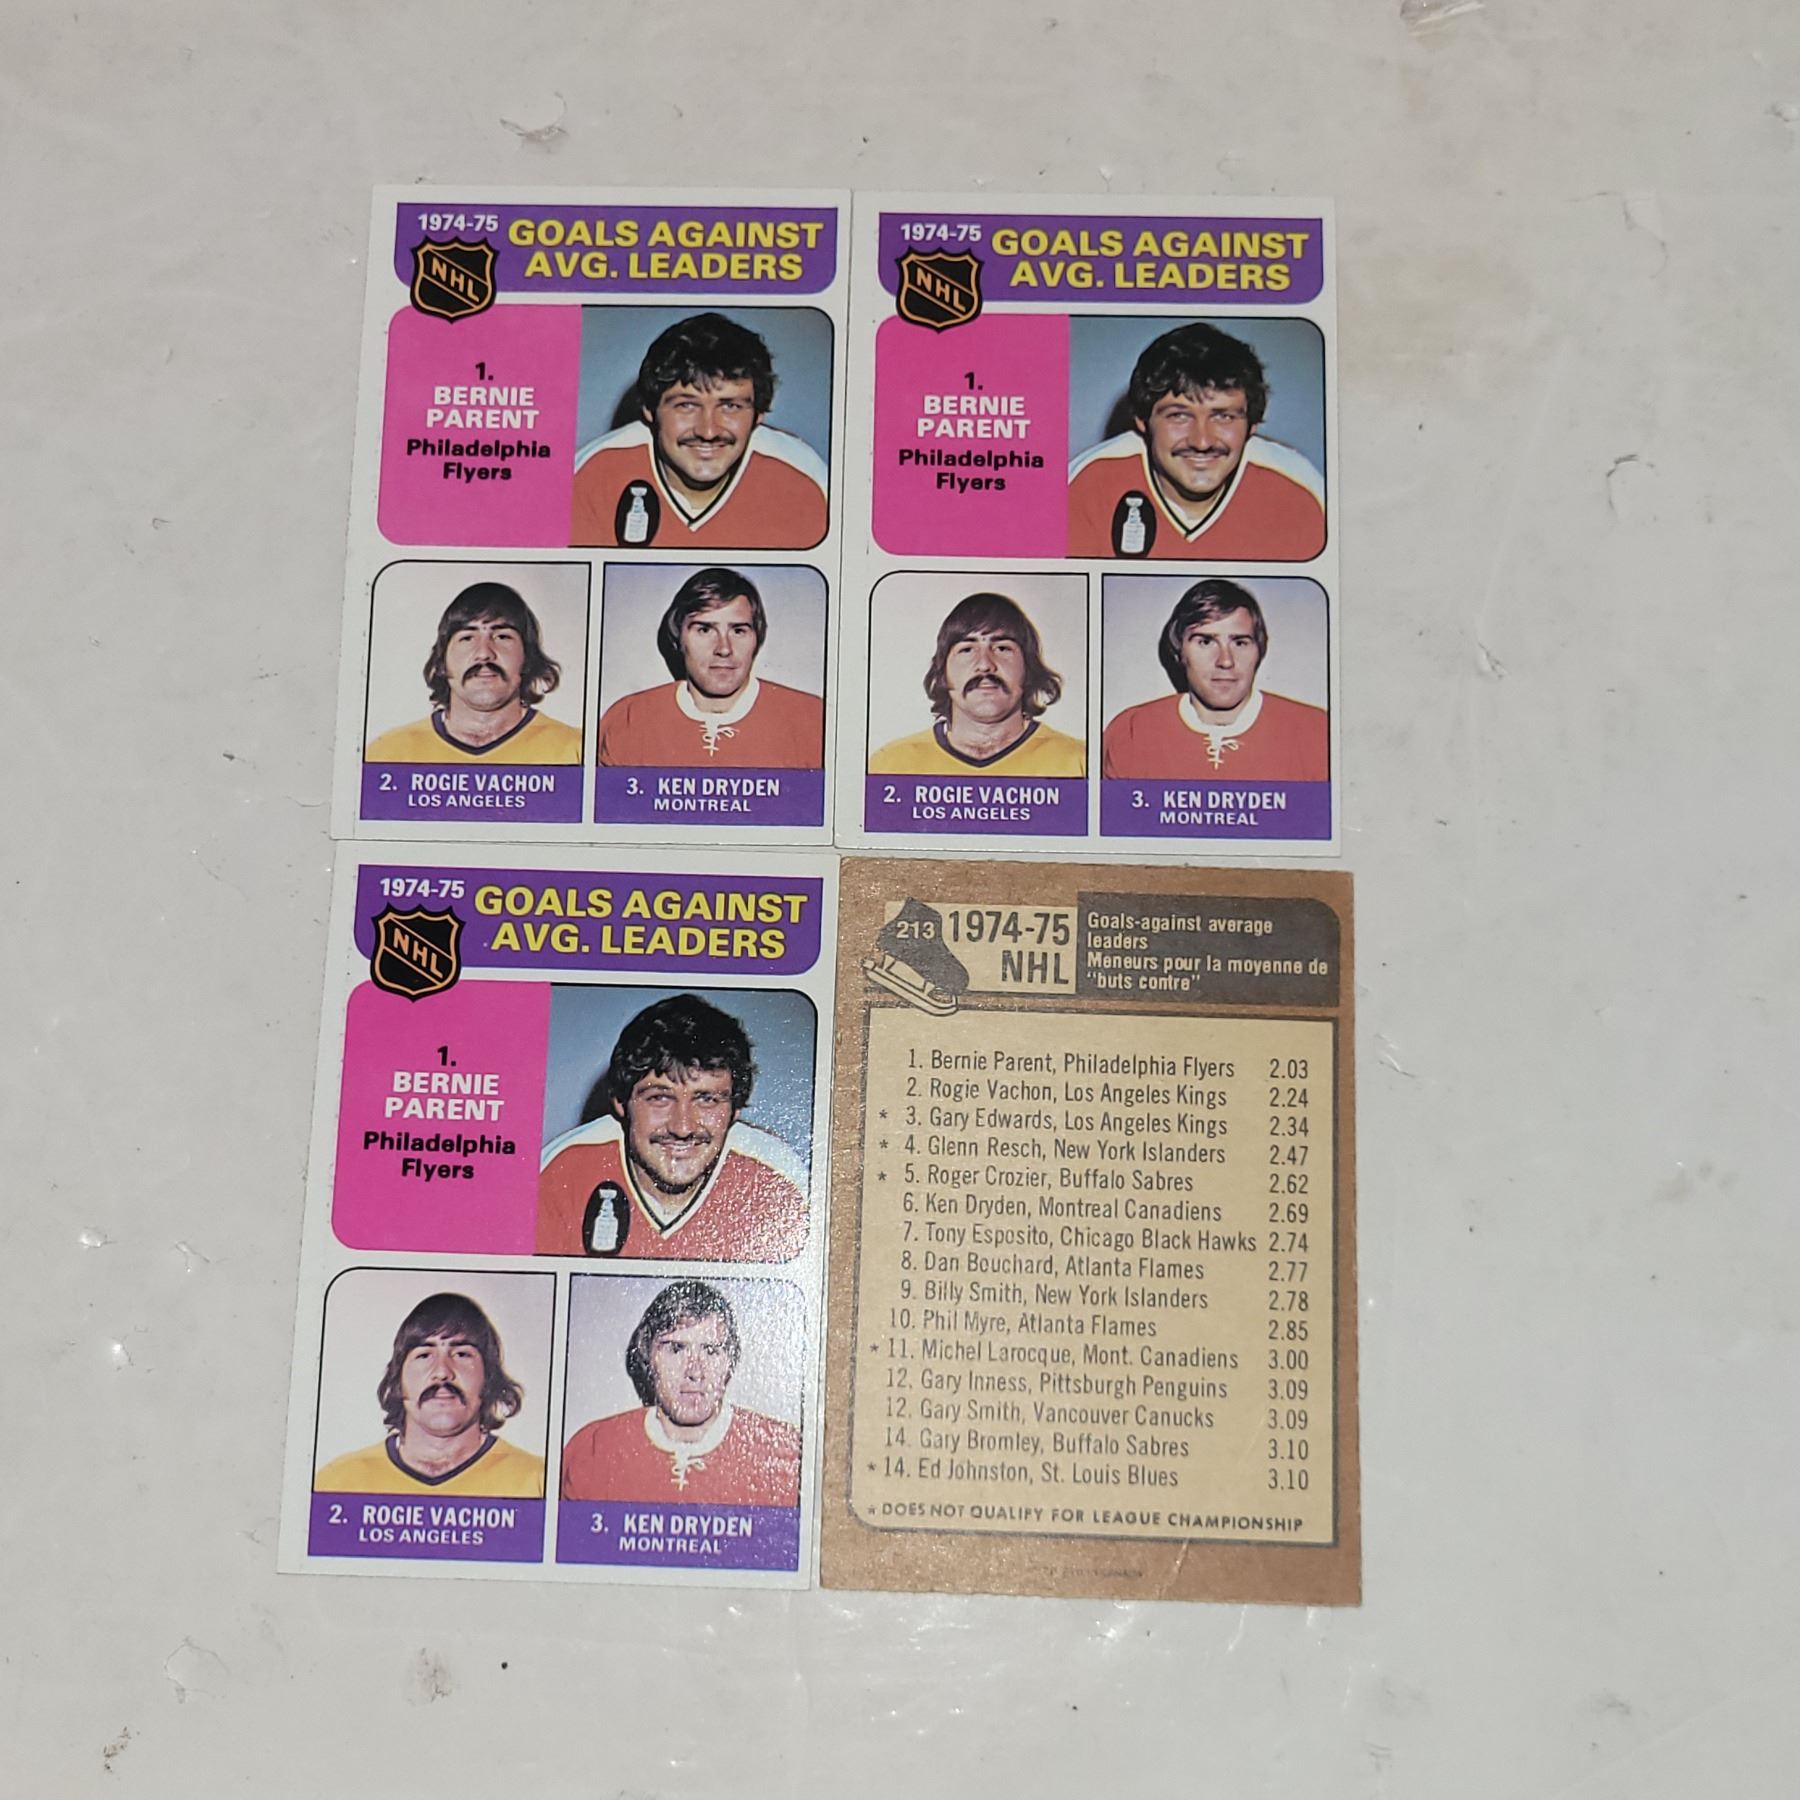 1974-75
GOALS AGAINST
AVG. LEADERS
NHL
1.
BERNIE
PARENT
Philadelphia
Flyers
2. ROGIE VACHON
LOS ANGELES
3. KEN DRYDEN
MONTREAL
1974-75
GOALS AGAINST
AVG. LEADERS
NHL
1.
BERNIE
PARENT
Philadelphia
Flyers
2. ROGIE VACHON
LOS ANGELES
3. KEN DRYDEN
MONTREAL
1974-75
GOALS AGAINST
AVG. LEADERS
NHL
1.
BERNIE
PARENT
Philadelphia
Flyers
2. ROGIE VACHON
LOS ANGELES
3. KEN DRYDEN
MONTREAL
213
1974-75
NHL
Goals-against average
leaders
Meneurs pour la moyenne de
"buts contre"
1. Bernie Parent, Philadelphia Flyers 2.03
2. Rogie Vachon, Los Angeles Kings 2.24
* 3. Gary Edwards, Los Angeles Kings 2.34
* 4. Glenn Resch, New York Islanders 2.47
* 5. Roger Crozier, Buffalo Sabres 2.62
6. Ken Dryden, Montreal Canadiens 2.69
7. Tony Esposito, Chicago Black Hawks 2.74
8. Dan Bouchard, Atlanta Flames 2.77
9. Billy Smith, New York Islanders 2.78
10. Phil Myre, Atlanta Flames 2.85
* 11. Michel Larocque, Mont. Canadiens 3.00
12. Gary Inness, Pittsburgh Penguins 3.09
12. Gary Smith, Vancouver Canucks 3.09
14. Gary Bromley, Buffalo Sabres 3.10
* 14. Ed Johnston, St. Louis Blues 3.10
* DOES NOT QUALIFY FOR LEAGUE CHAMPIONSHIP